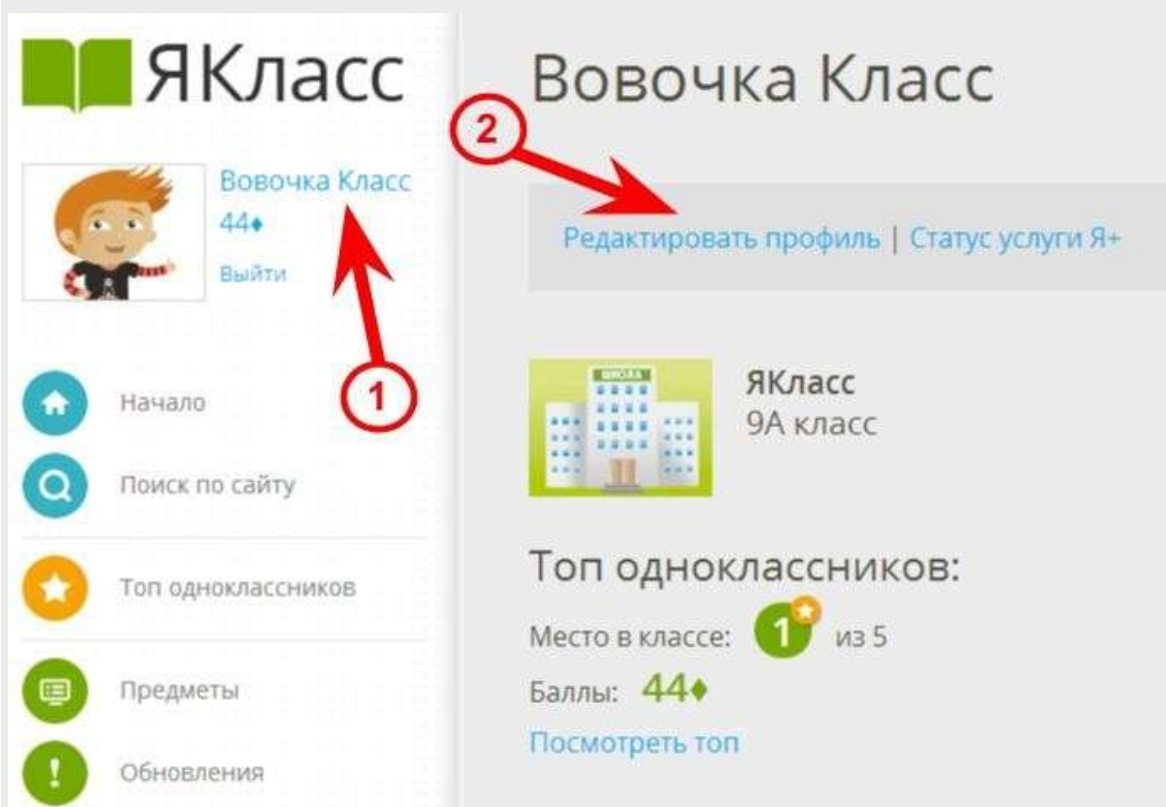 ЯКласс
Вовочка Класс
44♦
Выйти
1
Начало
Поиск по сайту
Топ одноклассников
Предметы
!
Обновления
Вовочка Класс
2
Редактировать профиль | Статус услуги Я+
ШКОЛА
ЯКласс
9А класс
Топ одноклассников:
Место в классе: 1 из 5
Баллы: 44♦
Посмотреть топ